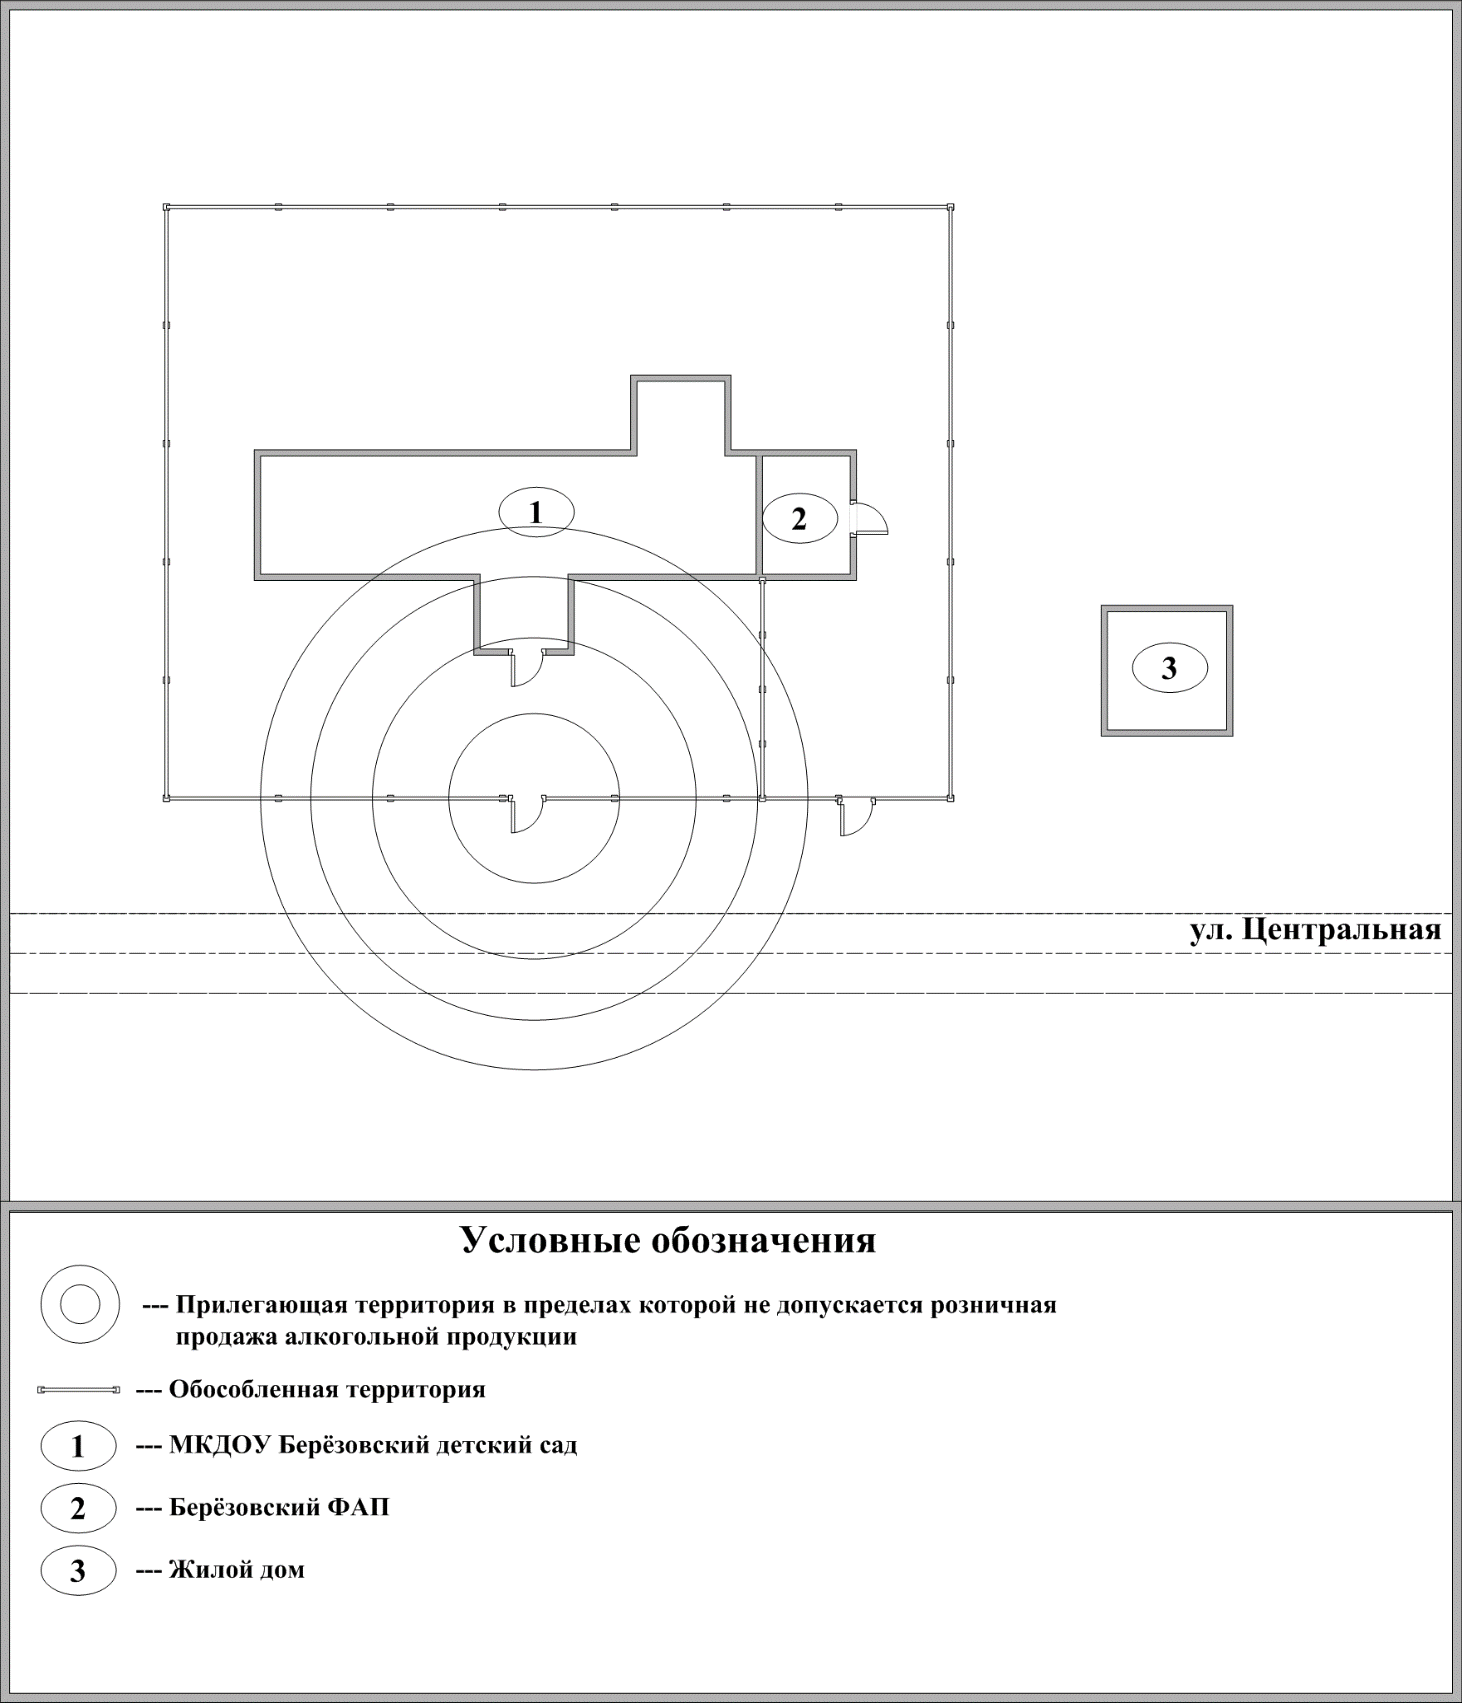 1
2
3
ул. Центральная
Условные обозначения
--- Прилегающая территория в пределах которой не допускается розничная
продажа алкогольной продукции
--- Обособленная территория
1 --- МКДОУ Берёзовский детский сад
2 --- Берёзовский ФАП
3 --- Жилой дом